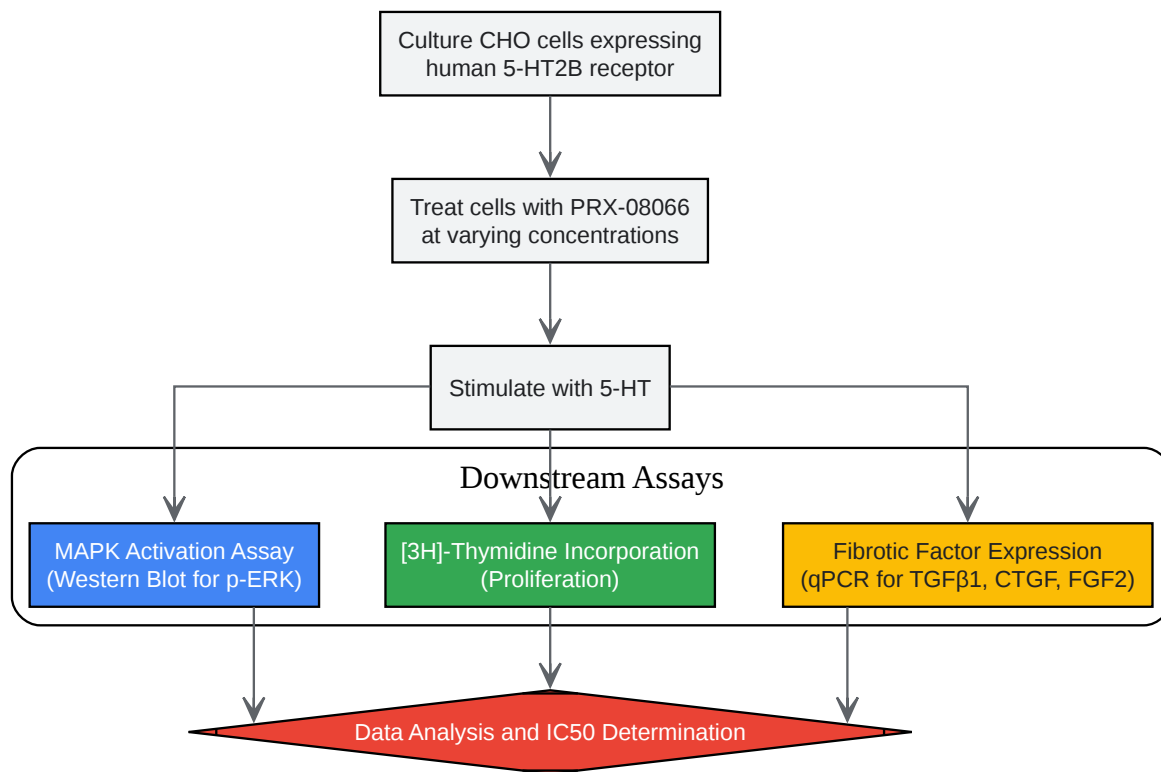 Culture CHO cells expressing
human 5-HT2B receptor
Treat cells with PRX-08066
at varying concentrations
Stimulate with 5-HT
Downstream Assays
MAPK Activation Assay
(Western Blot for p-ERK)
[3H]-Thymidine Incorporation
(Proliferation)
Fibrotic Factor Expression
(qPCR for TGFβ1, CTGF, FGF2)
Data Analysis and IC50 Determination